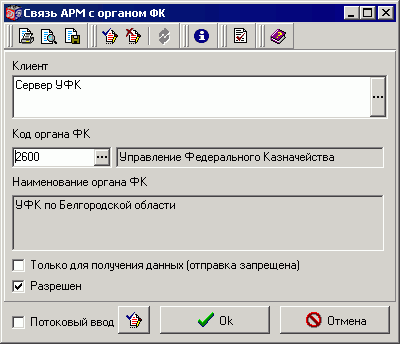 Связь АРМ с органом ФК
Клиент
Сервер УФК
...
Код органа ФК
2600
...
Управление Федерального Казначейства
Наименование органа ФК
УФК по Белгородской области
Только для получения данных (отправка запрещена)
Разрешен
Потоковый ввод
Ok
Отмена